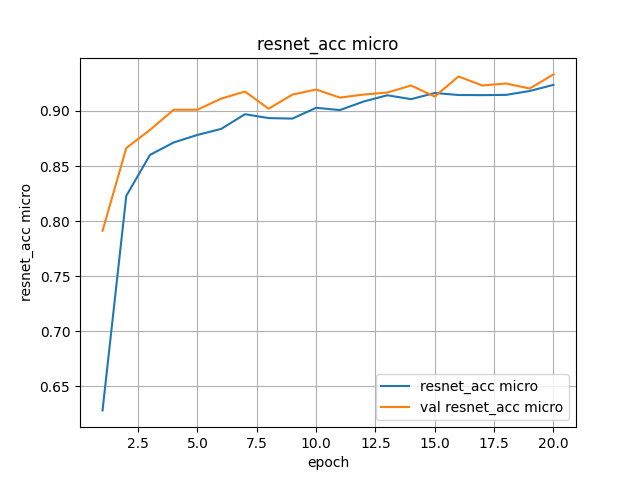 resnet_acc micro
resnet_acc micro
0.90
0.85
0.80
0.75
0.70
0.65
2.5 5.0 7.5 10.0 12.5 15.0 17.5 20.0
epoch
resnet_acc micro
val resnet_acc micro